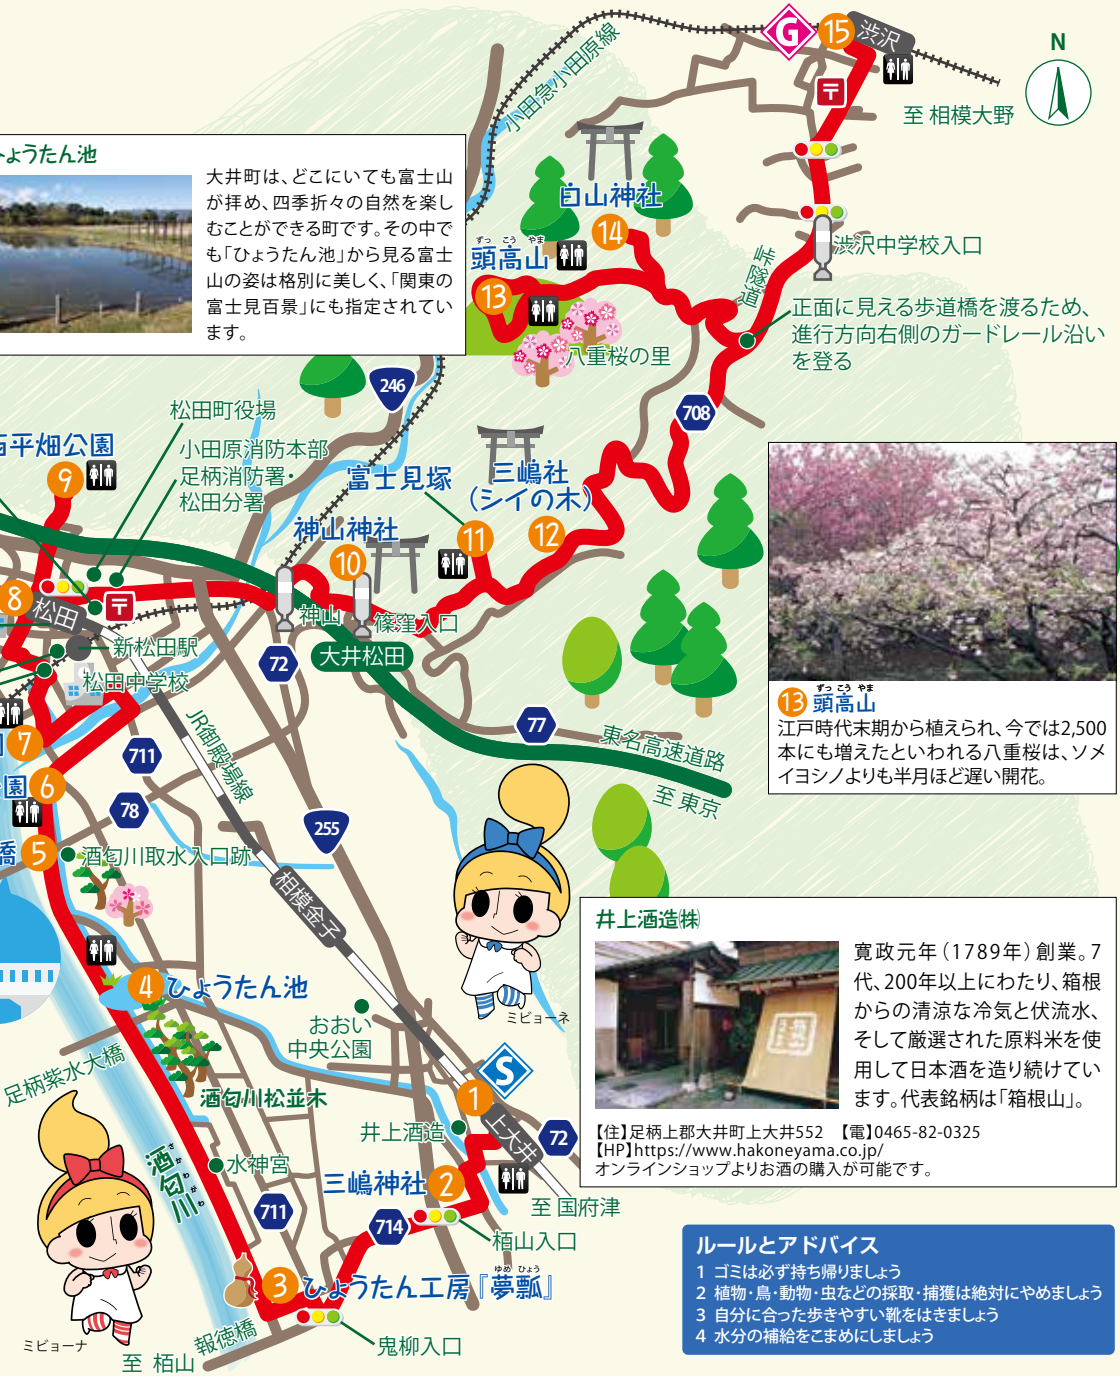 G
15
渋沢
N
小田急小田原線
至 相模大野
ひょうたん池
大井町は、どこにいても富士山
が拝め、四季折々の自然を楽し
むことができる町です。その中で
も「ひょうたん池」から見る富士
山の姿は格別に美しく、「関東の
富士見百景」にも指定されてい
ます。
白山神社
14
ずっ こう やま
頭高山
13
八重桜の里
峠隧道
渋沢中学校入口
正面に見える歩道橋を渡るため、
進行方向右側のガードレール沿い
を登る
246
708
松田町役場
小田原消防本部
足柄消防署・
松田分署
西平畑公園
9
富士見塚
11
三嶋社
(シイの木)
12
神山神社
10
8
松田
神山
篠窪入口
新松田駅
72
大井松田
松田中学校
7
JR御殿場線
711
77
東名高速道路
至 東京
園
6
78
255
橋
5
酒匂川取水入口跡
相模金子
13 頭高山
ずっ こう やま
江戸時代末期から植えられ、今では2,500
本にも増えたといわれる八重桜は、ソメ
イヨシノよりも半月ほど遅い開花。
4
ひょうたん池
ミビョーネ
おおい
中央公園
足柄紫水大橋
酒匂川松並木
S
1
上大井
井上酒造
72
井上酒造㈱
寛政元年(1789年)創業。7
代、200年以上にわたり、箱根
からの清涼な冷気と伏流水、
そして厳選された原料米を使
用して日本酒を造り続けてい
ます。代表銘柄は「箱根山」。
【住】足柄上郡大井町上大井552 【電】0465-82-0325
【HP】https://www.hakoneyama.co.jp/
オンラインショップよりお酒の購入が可能です。
酒匂川
さかわがわ
水神宮
三嶋神社
2
至 国府津
711
714
栢山入口
3
ひょうたん工房『夢瓢』
ゆめ ひょう
ミビョーナ
報徳橋
至 栢山
鬼柳入口
ルールとアドバイス
1 ゴミは必ず持ち帰りましょう
2 植物・鳥・動物・虫などの採取・捕獲は絶対にやめましょう
3 自分に合った歩きやすい靴をはきましょう
4 水分の補給をこまめにしましょう